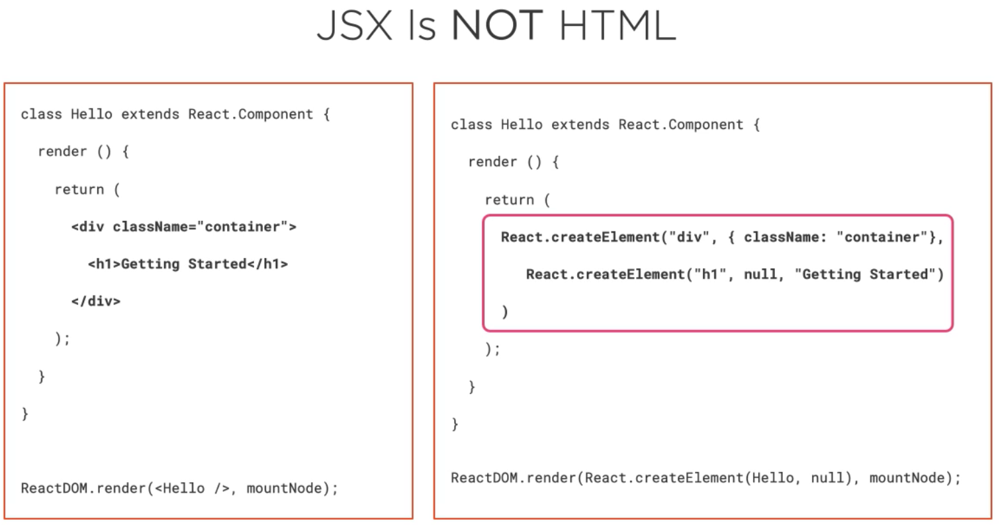 JSX Is NOT HTML
class Hello extends React.Component {
render () {
return (
<div className="container">
<h1>Getting Started</h1>
</div>
);
}
}
ReactDOM.render(<Hello />, mountNode);
class Hello extends React.Component {
render () {
return (
React.createElement("div", { className: "container"},
React.createElement("h1", null, "Getting Started")
)
);
}
}
ReactDOM.render(React.createElement(Hello, null), mountNode);